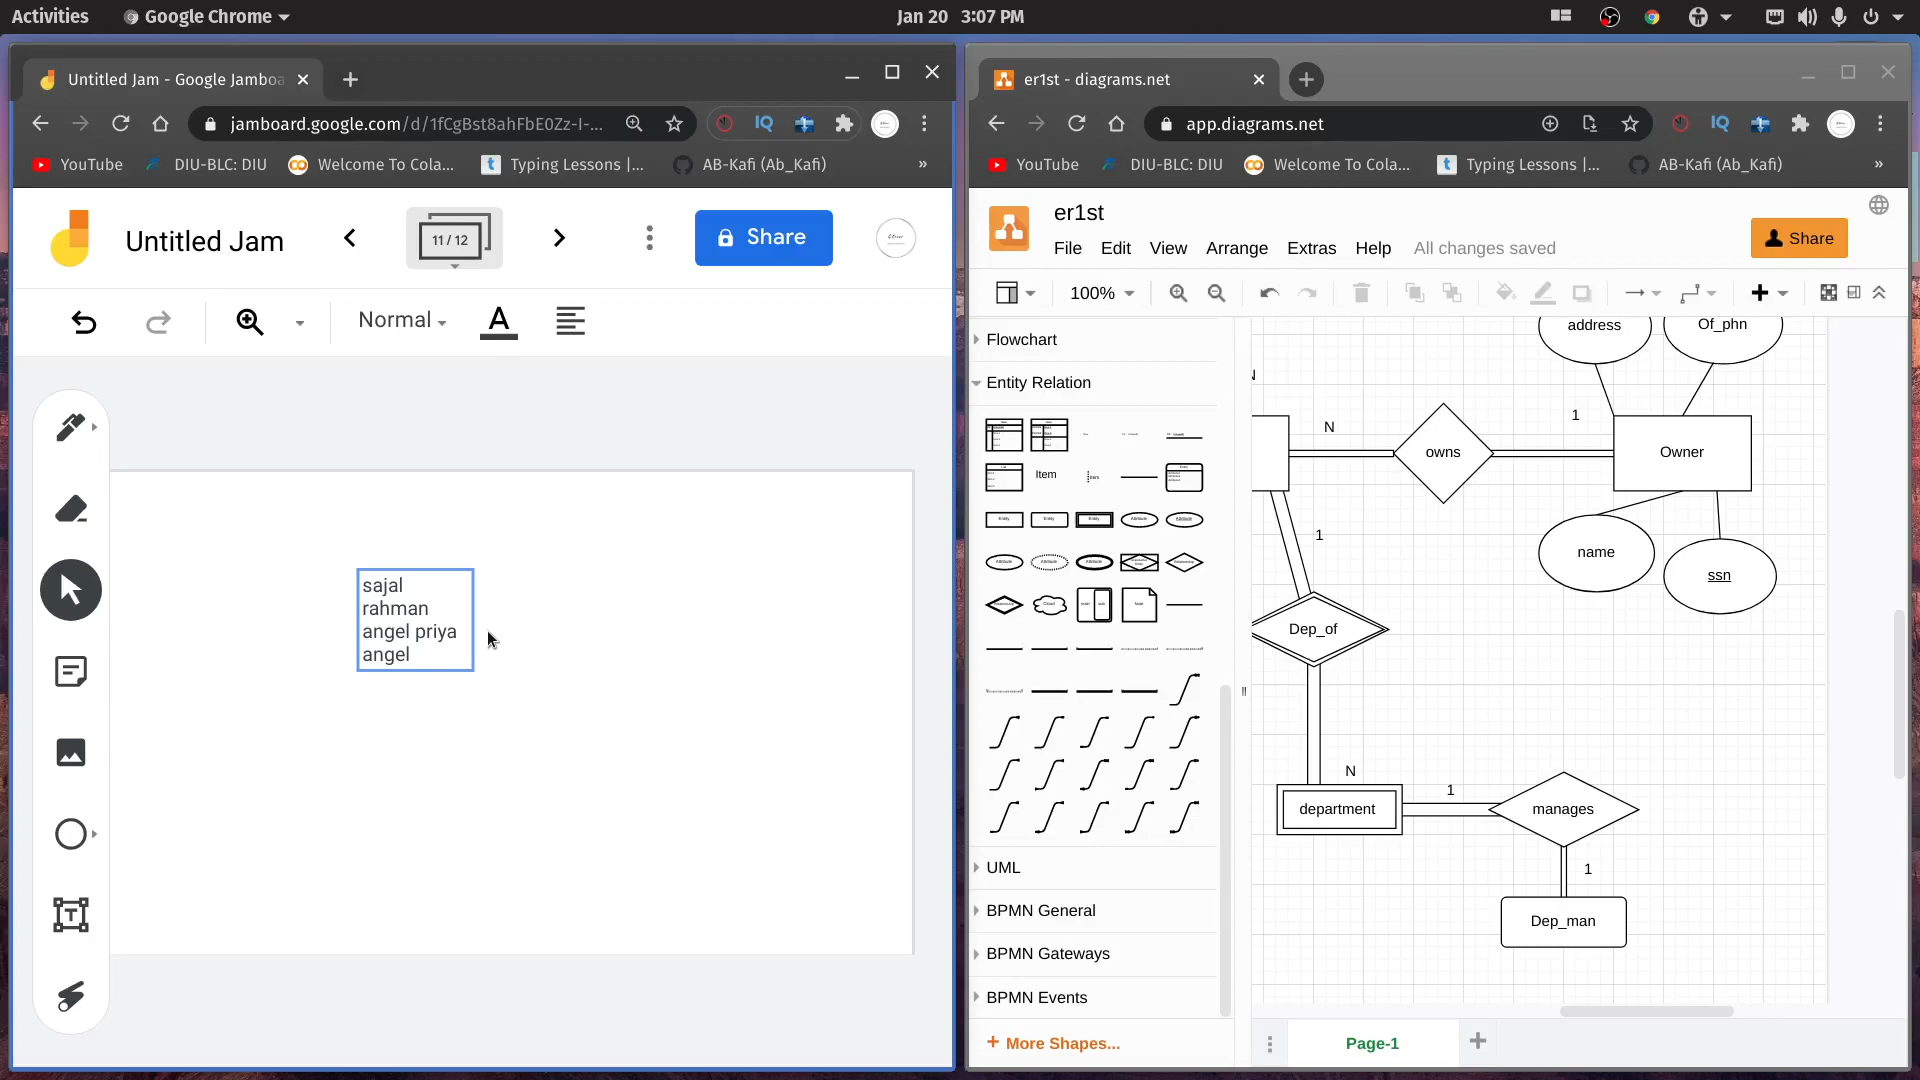 Activities
Google Chrome
Jan 20 3:07 PM
Untitled Jam - Google Jamboa
jamboard.google.com/d/1fCgBst8ahFbE0Zz-I-...
YouTube
DIU-BLC: DIU
Welcome To Cola...
Typing Lessons |...
AB-Kafi (Ab_Kafi)
»
Untitled Jam
11 / 12
Share
Normal
A
sajal
rahman
angel priya
angel
er1st - diagrams.net
app.diagrams.net
YouTube
DIU-BLC: DIU
Welcome To Cola...
Typing Lessons |...
AB-Kafi (Ab_Kafi)
»
er1st
File
Edit
View
Arrange
Extras
Help
All changes saved
Share
100%
Flowchart
Entity Relation
Item
UML
BPMN General
BPMN Gateways
BPMN Events
+ More Shapes...
address
Of_phn
N
1
owns
Owner
1
name
ssn
Dep_of
N
department
1
manages
1
Dep_man
Page-1